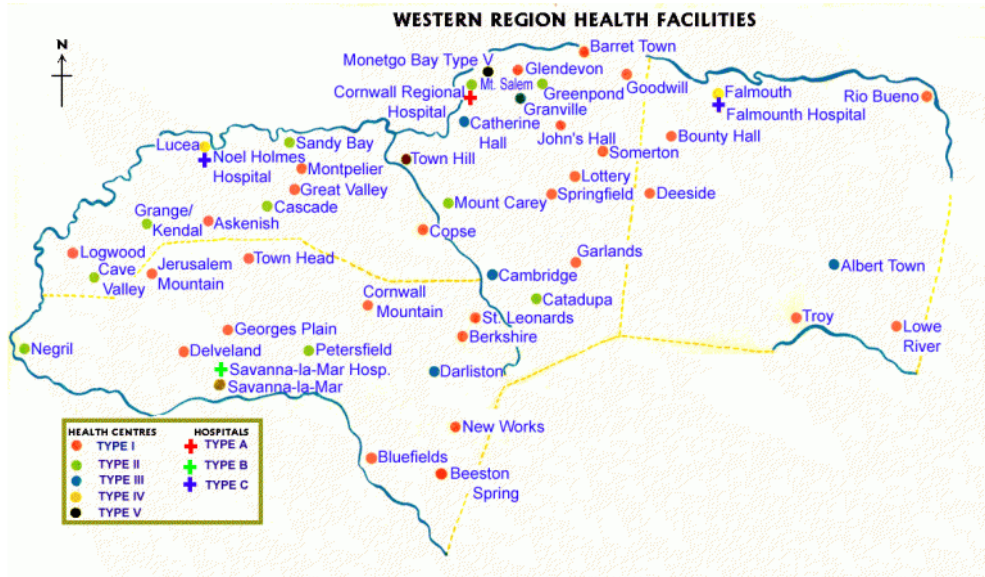 WESTERN REGION HEALTH FACILITIES
N
Barret Town
Monetgo Bay Type V
Glendevon
Mt. Salem
Greenpond
Goodwill
Cornwall Regional
Hospital
Granville
Falmouth
Falmounth Hospital
Rio Bueno
Catherine
Hall
John's Hall
Bounty Hall
Somerton
Lucea
Sandy Bay
Noel Holmes
Hospital
Montpelier
Town Hill
Lottery
Great Valley
Springfield
Deeside
Cascade
Mount Carey
Grange/
Kendal
Askenish
Copse
Logwood
Cave
Valley
Jerusalem
Mountain
Town Head
Garlands
Cambridge
Albert Town
Cornwall
Mountain
Catadupa
St. Leonards
Berkshire
Troy
Lowe
River
Georges Plain
Negril
Delveland
Petersfield
Savanna-la-Mar Hosp.
Savanna-la-Mar
Darliston
New Works
Bluefields
Beeston
Spring
HEALTH CENTRES
TYPE I
TYPE II
TYPE III
TYPE IV
TYPE V
HOSPITALS
TYPE A
TYPE B
TYPE C